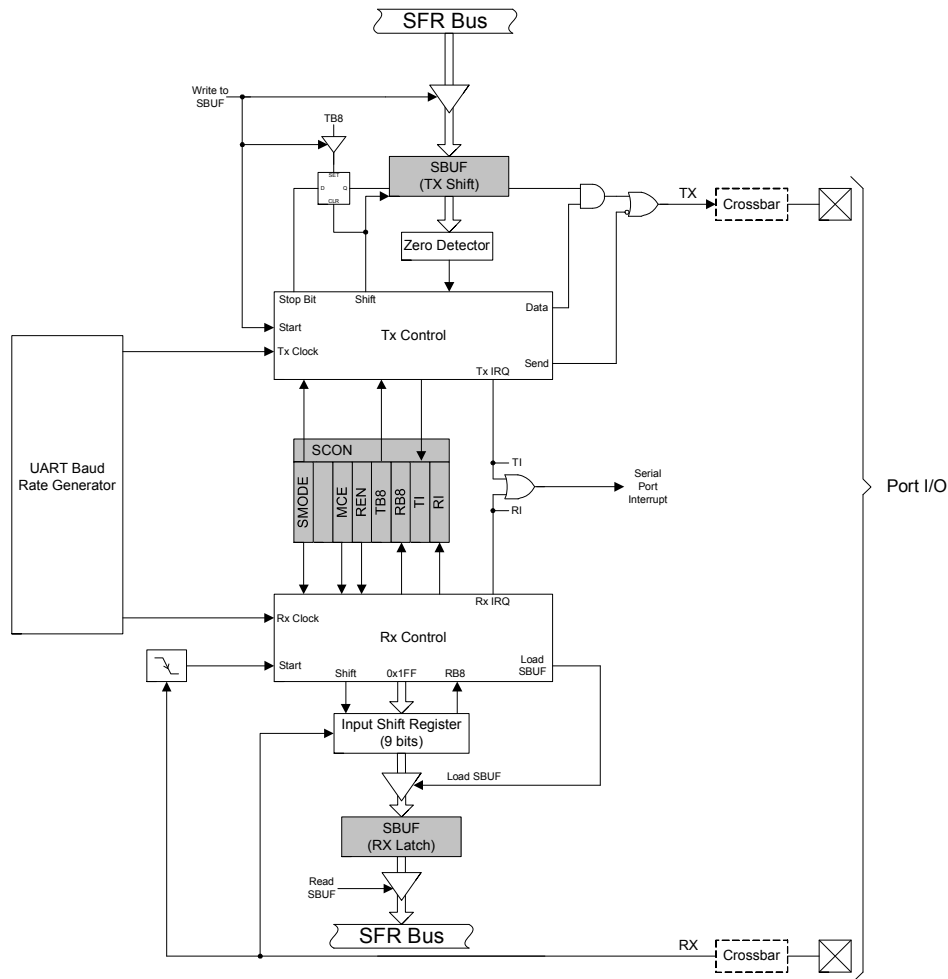 SFR Bus
Write to
SBUF
TB8
SET
D
Q
CLR
SBUF
(TX Shift)
TX
Crossbar
Zero Detector
Stop Bit
Shift
Data
Start
Tx Control
Tx Clock
Send
Tx IRQ
UART Baud
Rate Generator
SCON
SMODE
MCE
REN
TB8
RB8
TI
RI
TI
Serial
Port
Interrupt
RI
Port I/O
Rx IRQ
Rx Clock
Rx Control
Start
Load
SBUF
Shift
0x1FF
RB8
Input Shift Register
(9 bits)
Load SBUF
SBUF
(RX Latch)
Read
SBUF
SFR Bus
RX
Crossbar